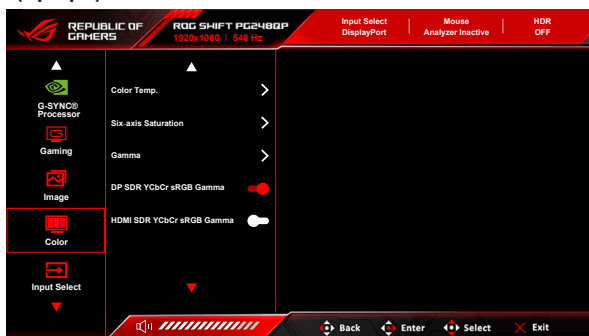 REPUBLIC OF
GAMERS
ROG SWIFT PG248QP
1920x1080 | 540 Hz
Input Select
DisplayPort
Mouse
Analyzer Inactive
HDR
OFF
G-SYNC®
Processor
Gaming
Image
Color
Input Select
Color Temp.
Six-axis Saturation
Gamma
DP SDR YCbCr sRGB Gamma
HDMI SDR YCbCr sRGB Gamma
Back
Enter
Select
Exit